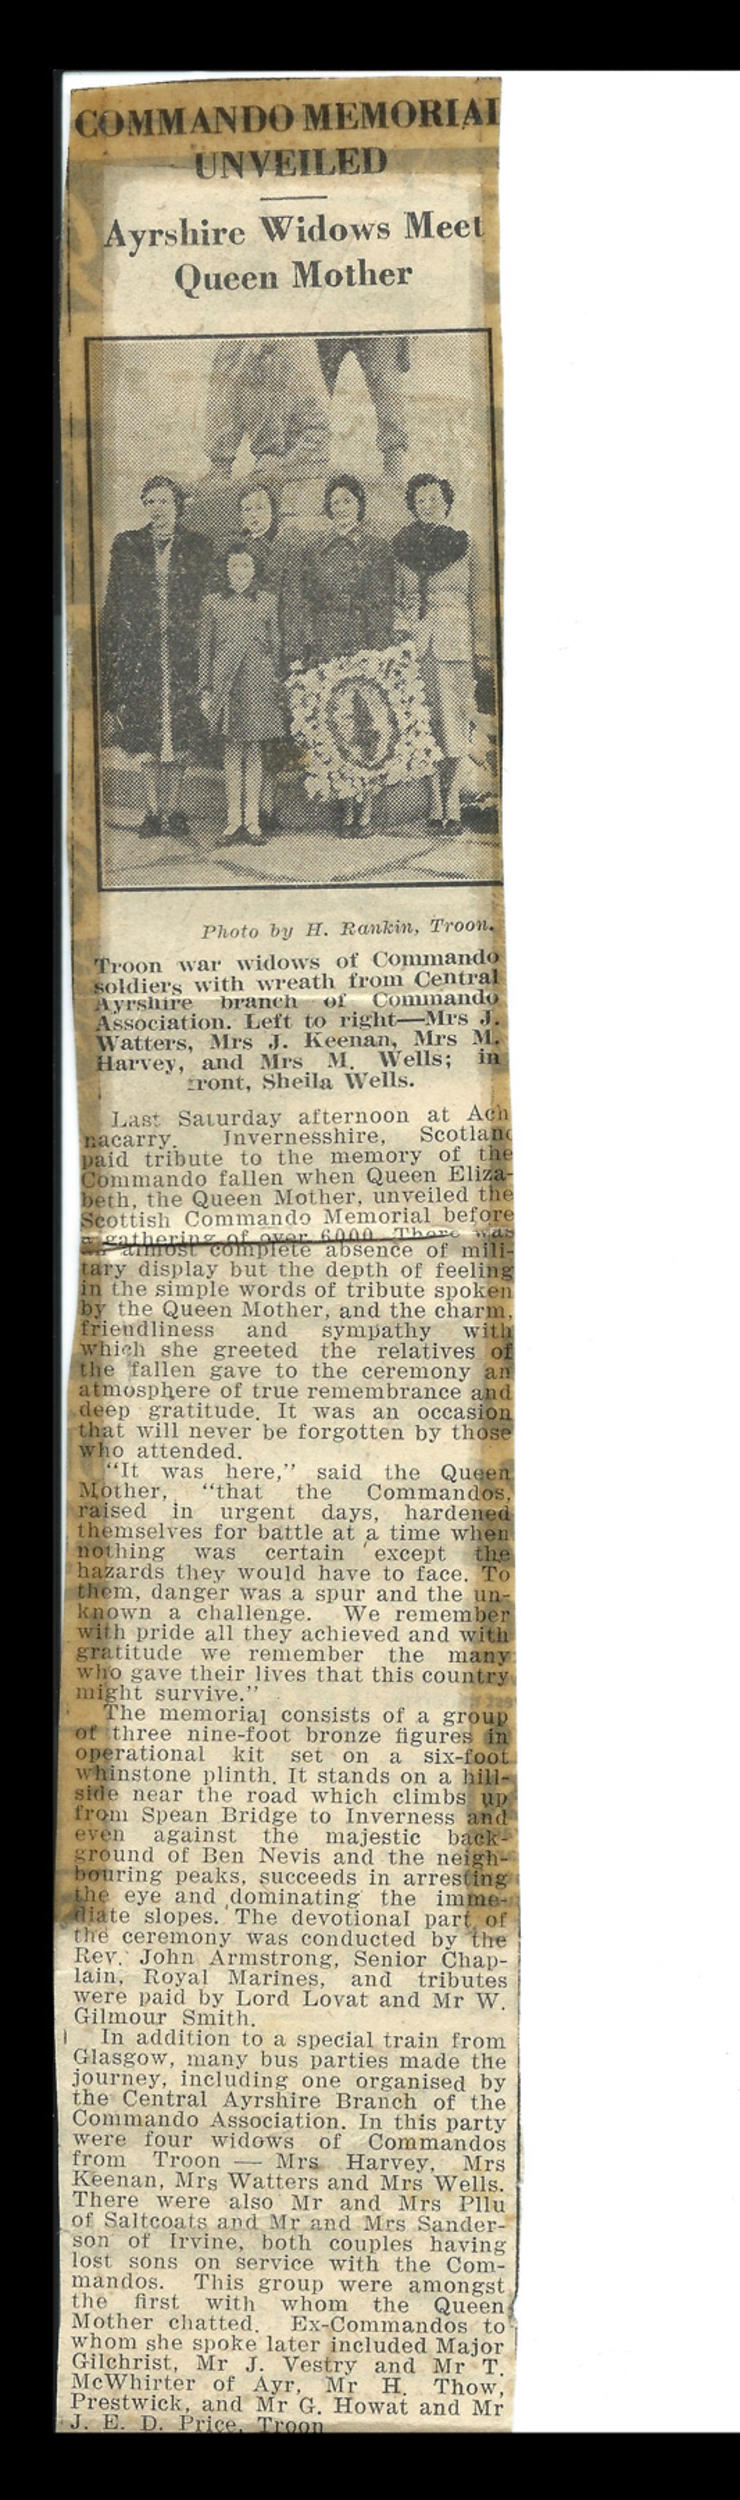 COMMANDO MEMORIAL
UNVEILED
Ayrshire Widows Meet
Queen Mother
Photo by H. Rankin, Troon.
Troon war widows of Commando
soldiers with wreath from Central
Ayrshire branch of Commando
Association. Left to right—Mrs J.
Watters, Mrs J. Keenan, Mrs M.
Harvey, and Mrs M. Wells; in
front, Sheila Wells.
Last Saturday afternoon at Ach
nacarry. Invernesshire, Scotland
paid tribute to the memory of the
Commando fallen when Queen Eliza-
beth, the Queen Mother, unveiled the
Scottish Commando Memorial before
a gathering of over 6000. There was
an almost complete absence of mili-
tary display but the depth of feeling
in the simple words of tribute spoken
by the Queen Mother, and the charm,
friendliness and sympathy with
which she greeted the relatives of
the fallen gave to the ceremony an
atmosphere of true remembrance and
deep gratitude. It was an occasion
that will never be forgotten by those
who attended.
"It was here," said the Queen
Mother, "that the Commandos,
raised in urgent days, hardened
themselves for battle at a time when
nothing was certain except the
hazards they would have to face. To
them, danger was a spur and the un-
known a challenge. We remember
with pride all they achieved and with
gratitude we remember the many
who gave their lives that this country
might survive."
The memorial consists of a group
of three nine-foot bronze figures in
operational kit set on a six-foot
whinstone plinth. It stands on a hill-
side near the road which climbs up
from Spean Bridge to Inverness and
even against the majestic back-
ground of Ben Nevis and the neigh-
bouring peaks, succeeds in arresting
the eye and dominating the imme-
diate slopes. The devotional part of
the ceremony was conducted by the
Rev. John Armstrong, Senior Chap-
lain, Royal Marines, and tributes
were paid by Lord Lovat and Mr W.
Gilmour Smith.
In addition to a special train from
Glasgow, many bus parties made the
journey, including one organised by
the Central Ayrshire Branch of the
Commando Association. In this party
were four widows of Commandos
from Troon — Mrs Harvey, Mrs
Keenan, Mrs Watters and Mrs Wells.
There were also Mr and Mrs Pllu
of Saltcoats and Mr and Mrs Sander-
son of Irvine, both couples having
lost sons on service with the Com-
mandos. This group were amongst
the first with whom the Queen
Mother chatted. Ex-Commandos to
whom she spoke later included Major
Gilchrist, Mr J. Vestry and Mr T.
McWhirter of Ayr, Mr H. Thow,
Prestwick, and Mr G. Howat and Mr
J. E. D. Price, Troon